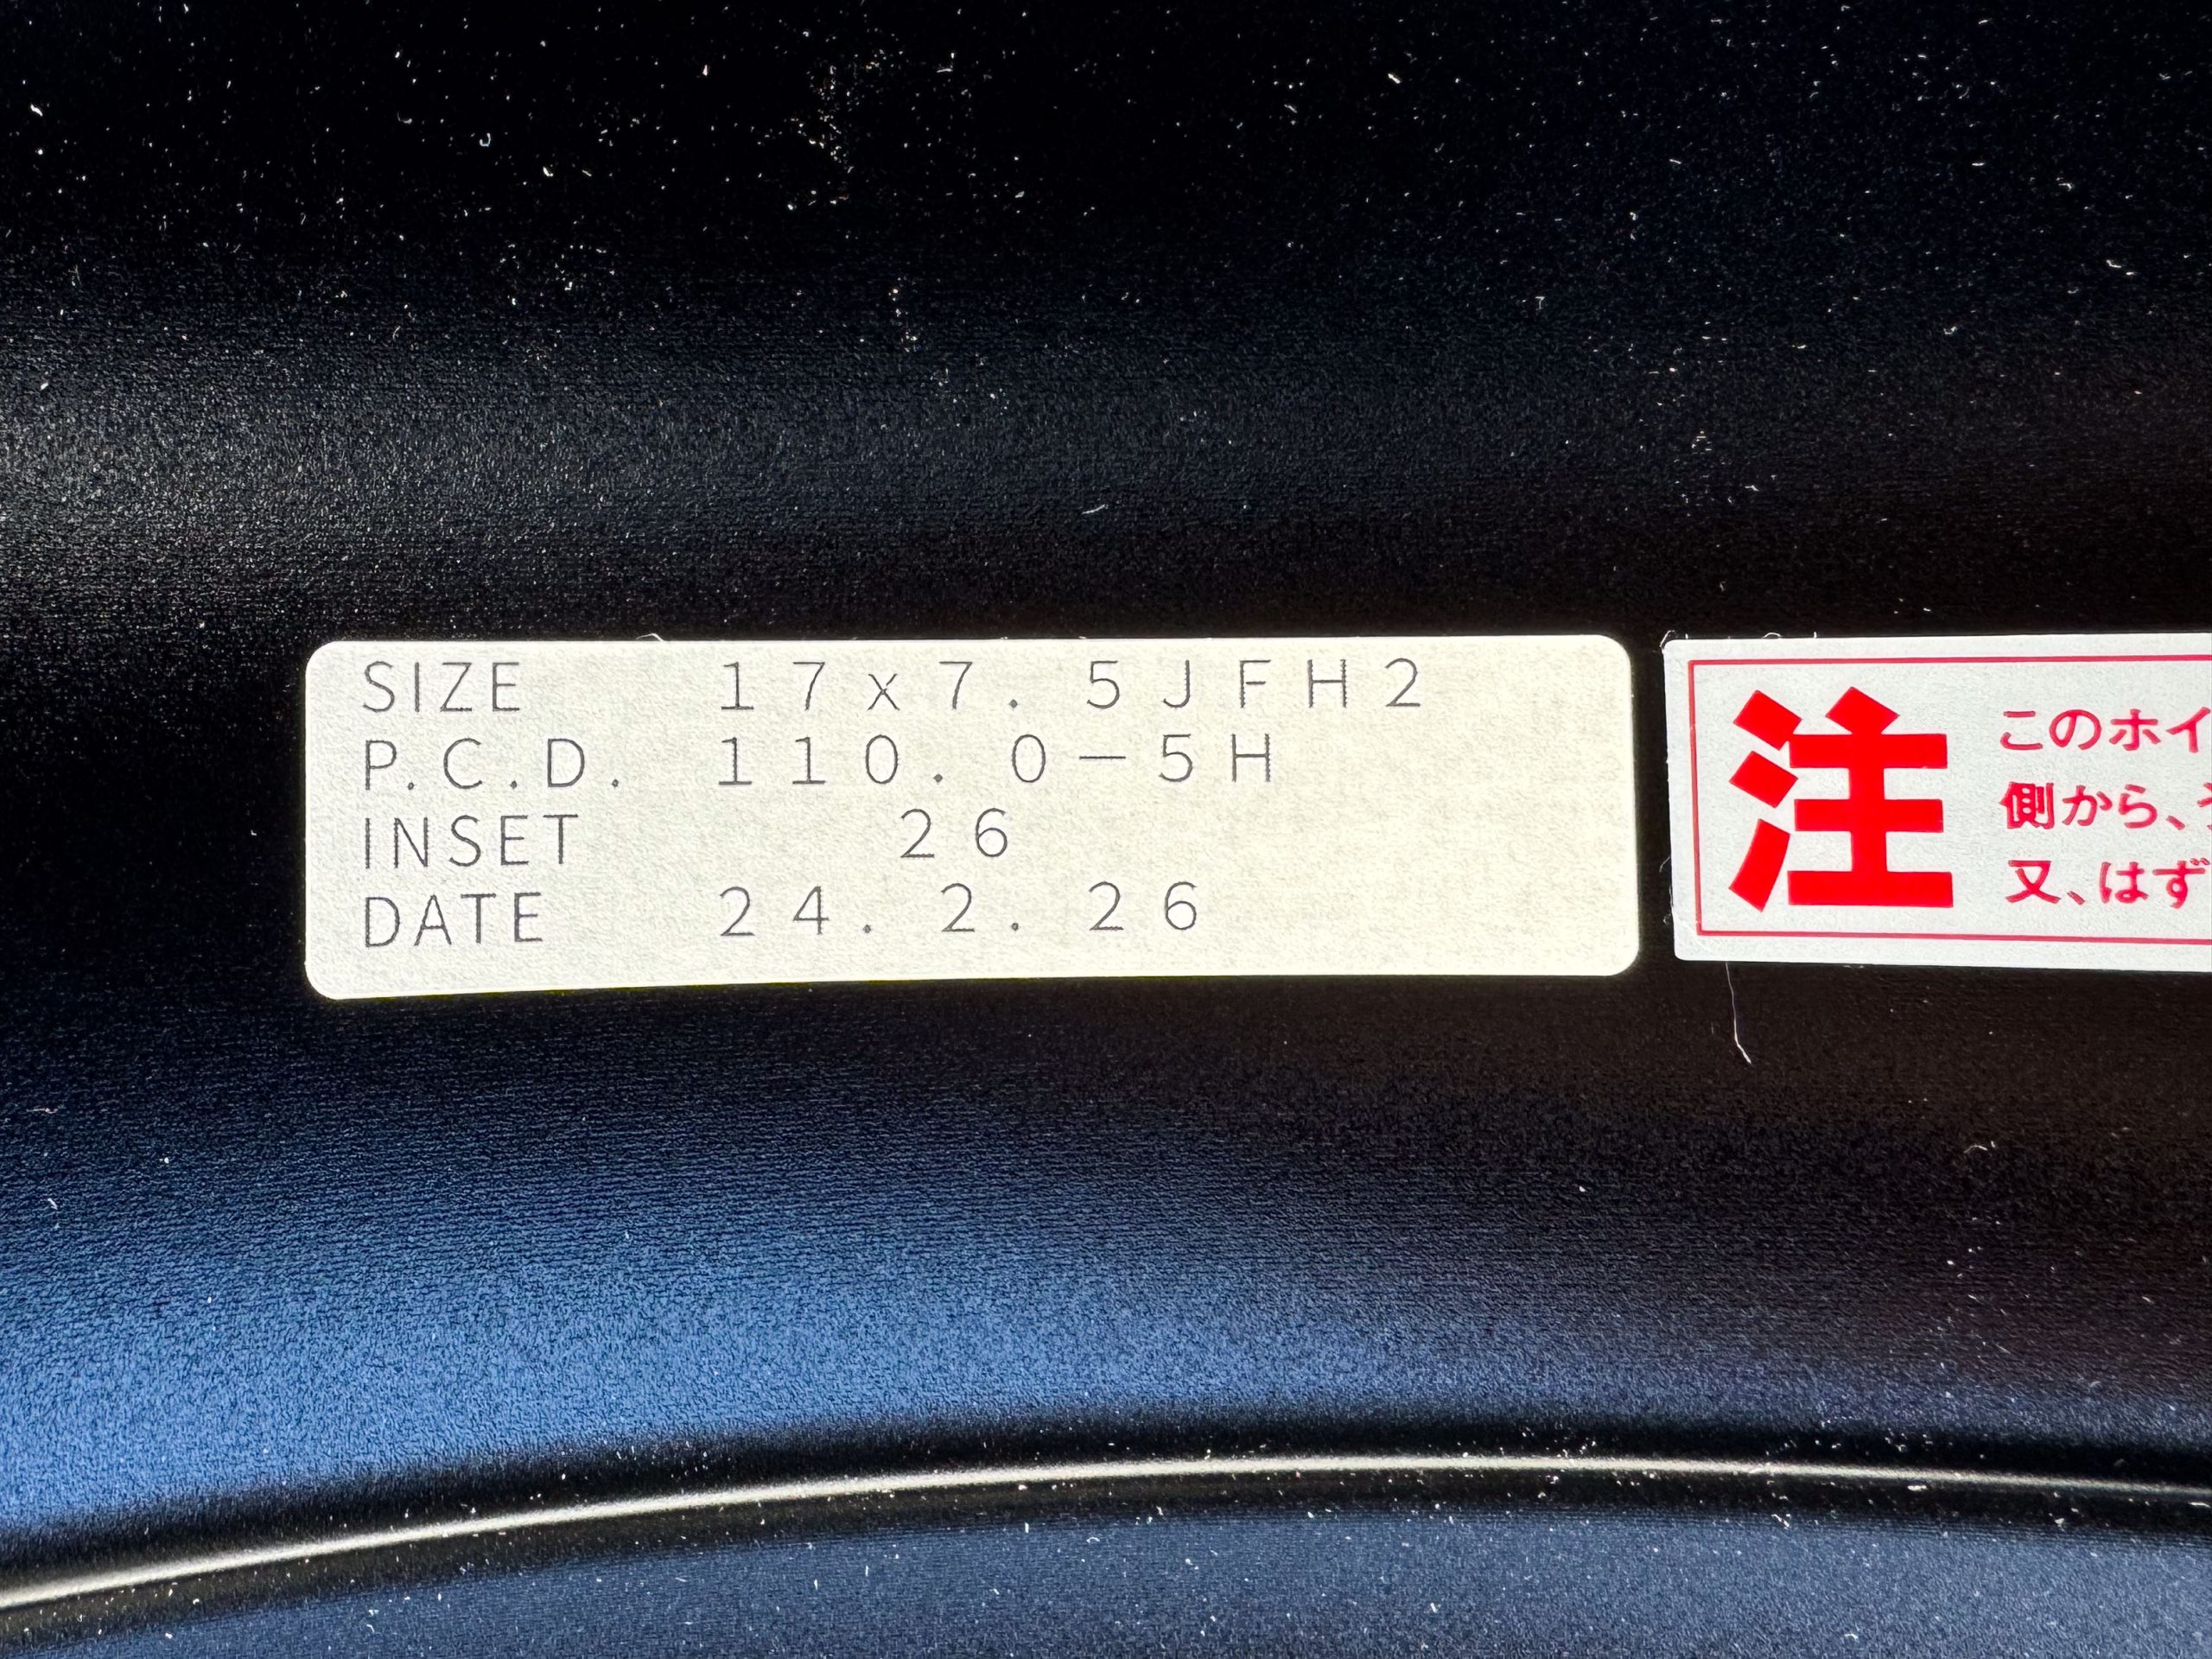 SIZE 17x7.5JFH2
P.C.D. 110.0-5H
INSET 26
DATE 24.2.26
注
このホイ
側から、
又、はず